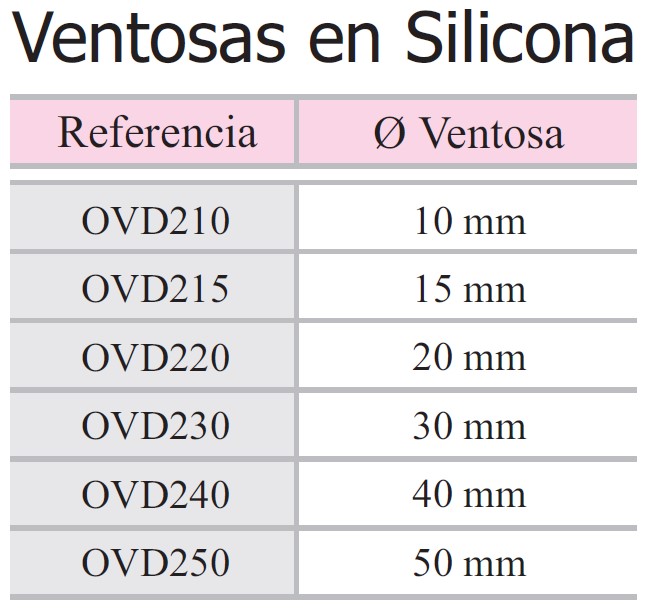 Ventosas en Silicona
Referencia Ø Ventosa
OVD210 10 mm
OVD215 15 mm
OVD220 20 mm
OVD230 30 mm
OVD240 40 mm
OVD250 50 mm